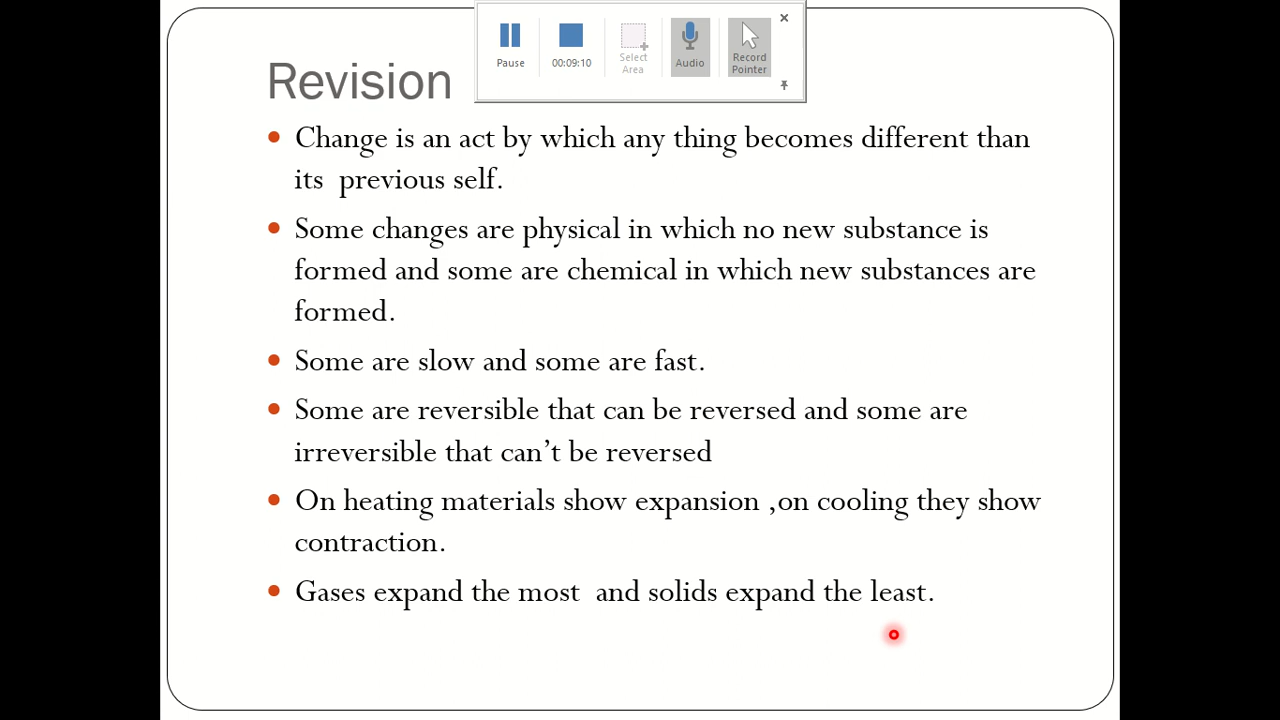 Pause
00:09:10
Select
Area
Audio
Record
Pointer
Revision
Change is an act by which any thing becomes different than
its previous self.
Some changes are physical in which no new substance is
formed and some are chemical in which new substances are
formed.
Some are slow and some are fast.
Some are reversible that can be reversed and some are
irreversible that can’t be reversed
On heating materials show expansion ,on cooling they show
contraction.
Gases expand the most and solids expand the least.